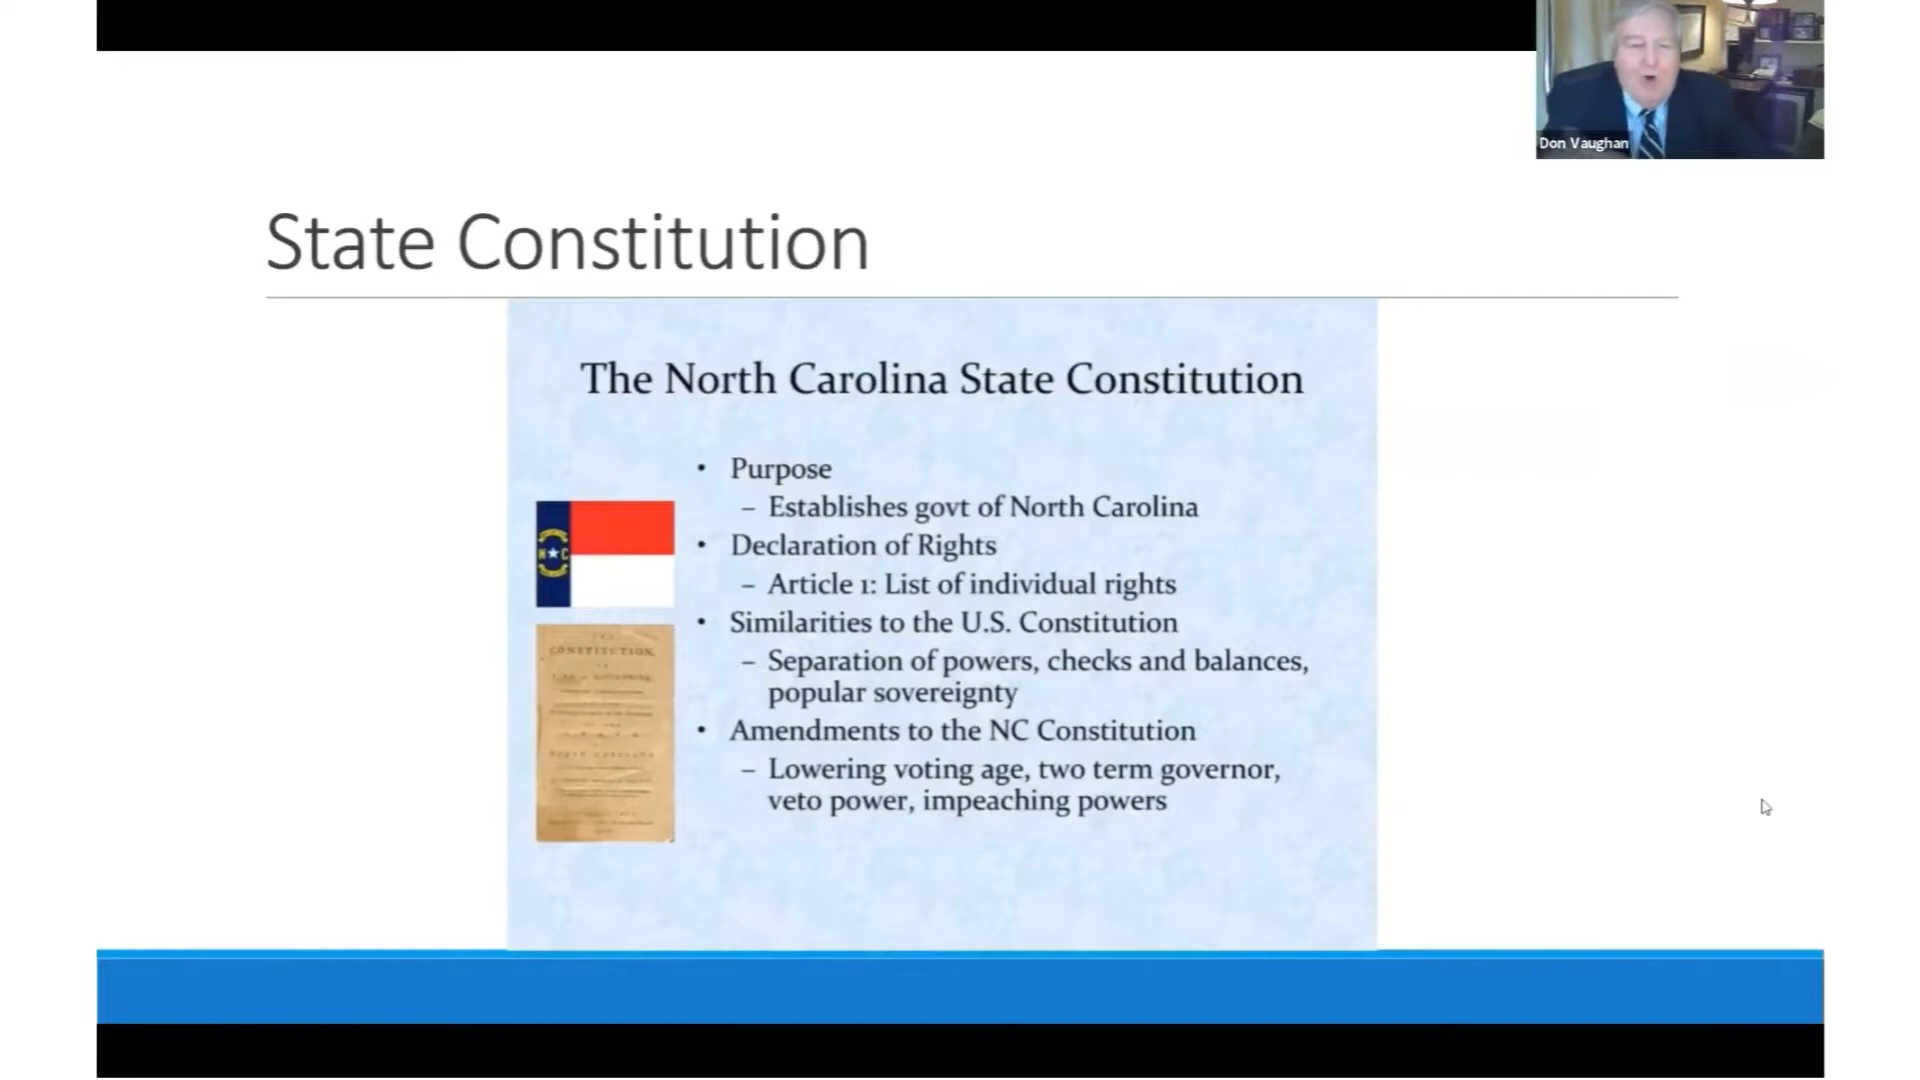 Don Vaughan
State Constitution
The North Carolina State Constitution
• Purpose
– Establishes govt of North Carolina
• Declaration of Rights
– Article 1: List of individual rights
• Similarities to the U.S. Constitution
– Separation of powers, checks and balances,
popular sovereignty
• Amendments to the NC Constitution
– Lowering voting age, two term governor,
veto power, impeaching powers
N★C
CONSTITUTION,